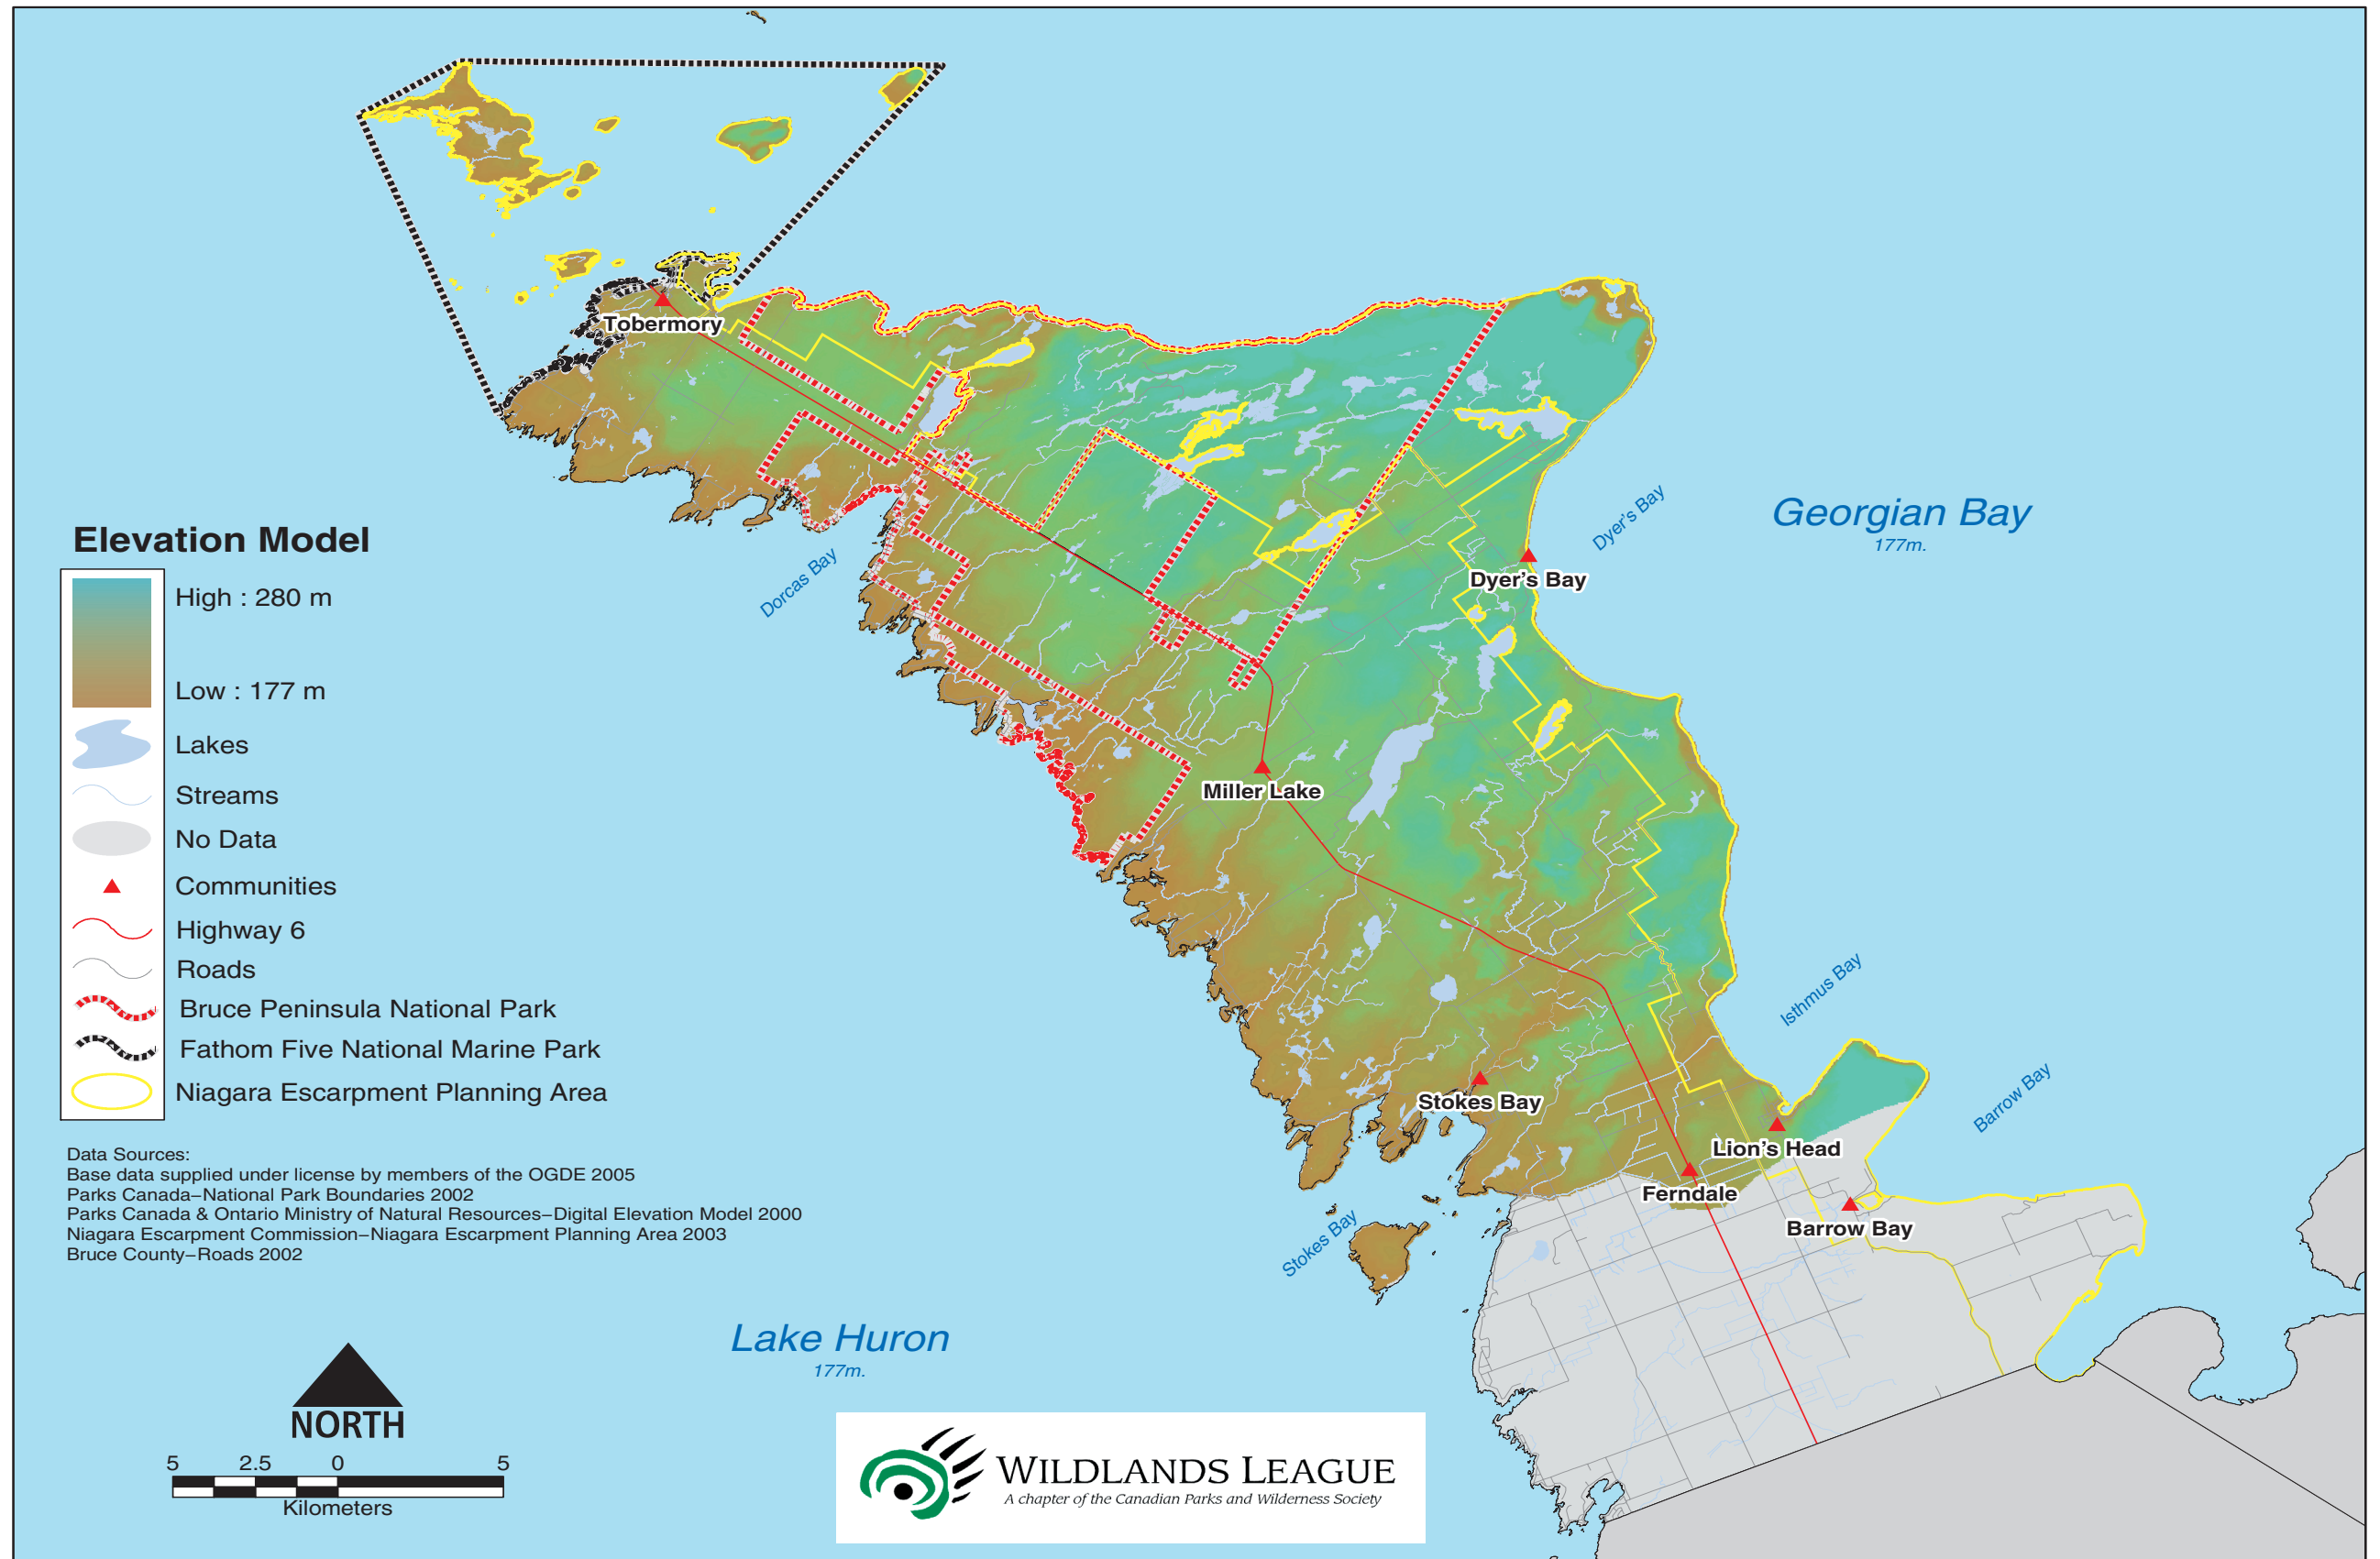 Tobermory
Georgian Bay
177m.
Dyer's Bay
Dyer's Bay
Dorcas Bay
Elevation Model
High : 280 m
Low : 177 m
Lakes
Streams
No Data
Communities
Highway 6
Roads
Bruce Peninsula National Park
Fathom Five National Marine Park
Niagara Escarpment Planning Area
Miller Lake
Isthmus Bay
Stokes Bay
Barrow Bay
Lion's Head
Ferndale
Barrow Bay
Stokes Bay
Data Sources:
Base data supplied under license by members of the OGDE 2005
Parks Canada–National Park Boundaries 2002
Parks Canada & Ontario Ministry of Natural Resources–Digital Elevation Model 2000
Niagara Escarpment Commission–Niagara Escarpment Planning Area 2003
Bruce County–Roads 2002
Lake Huron
177m.
NORTH
5 2.5 0 5
Kilometers
WILDLANDS LEAGUE
A chapter of the Canadian Parks and Wilderness Society